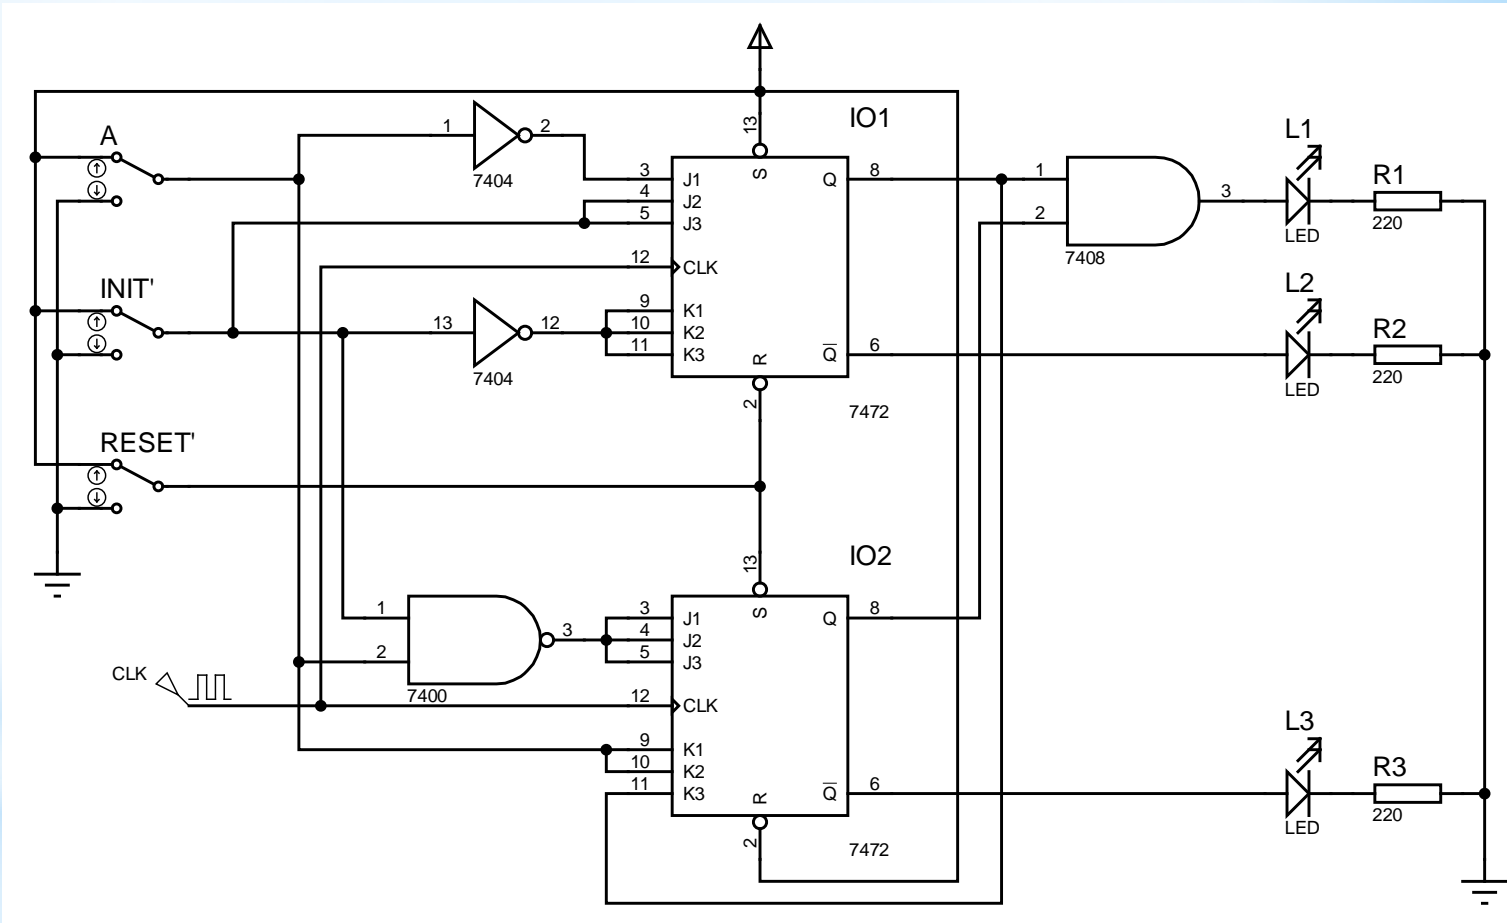 A
INIT'
RESET'
CLK
1
2
7404
13
12
7404
1
2
3
7400
IO1
13
S
3
J1
4
J2
5
J3
12
CLK
9
K1
10
K2
11
K3
R
2
Q
8
Q
6
7472
IO2
13
S
3
J1
4
J2
5
J3
12
CLK
9
K1
10
K2
11
K3
R
2
Q
8
Q
6
7472
1
2
3
7408
L1
LED
R1
220
L2
LED
R2
220
L3
LED
R3
220